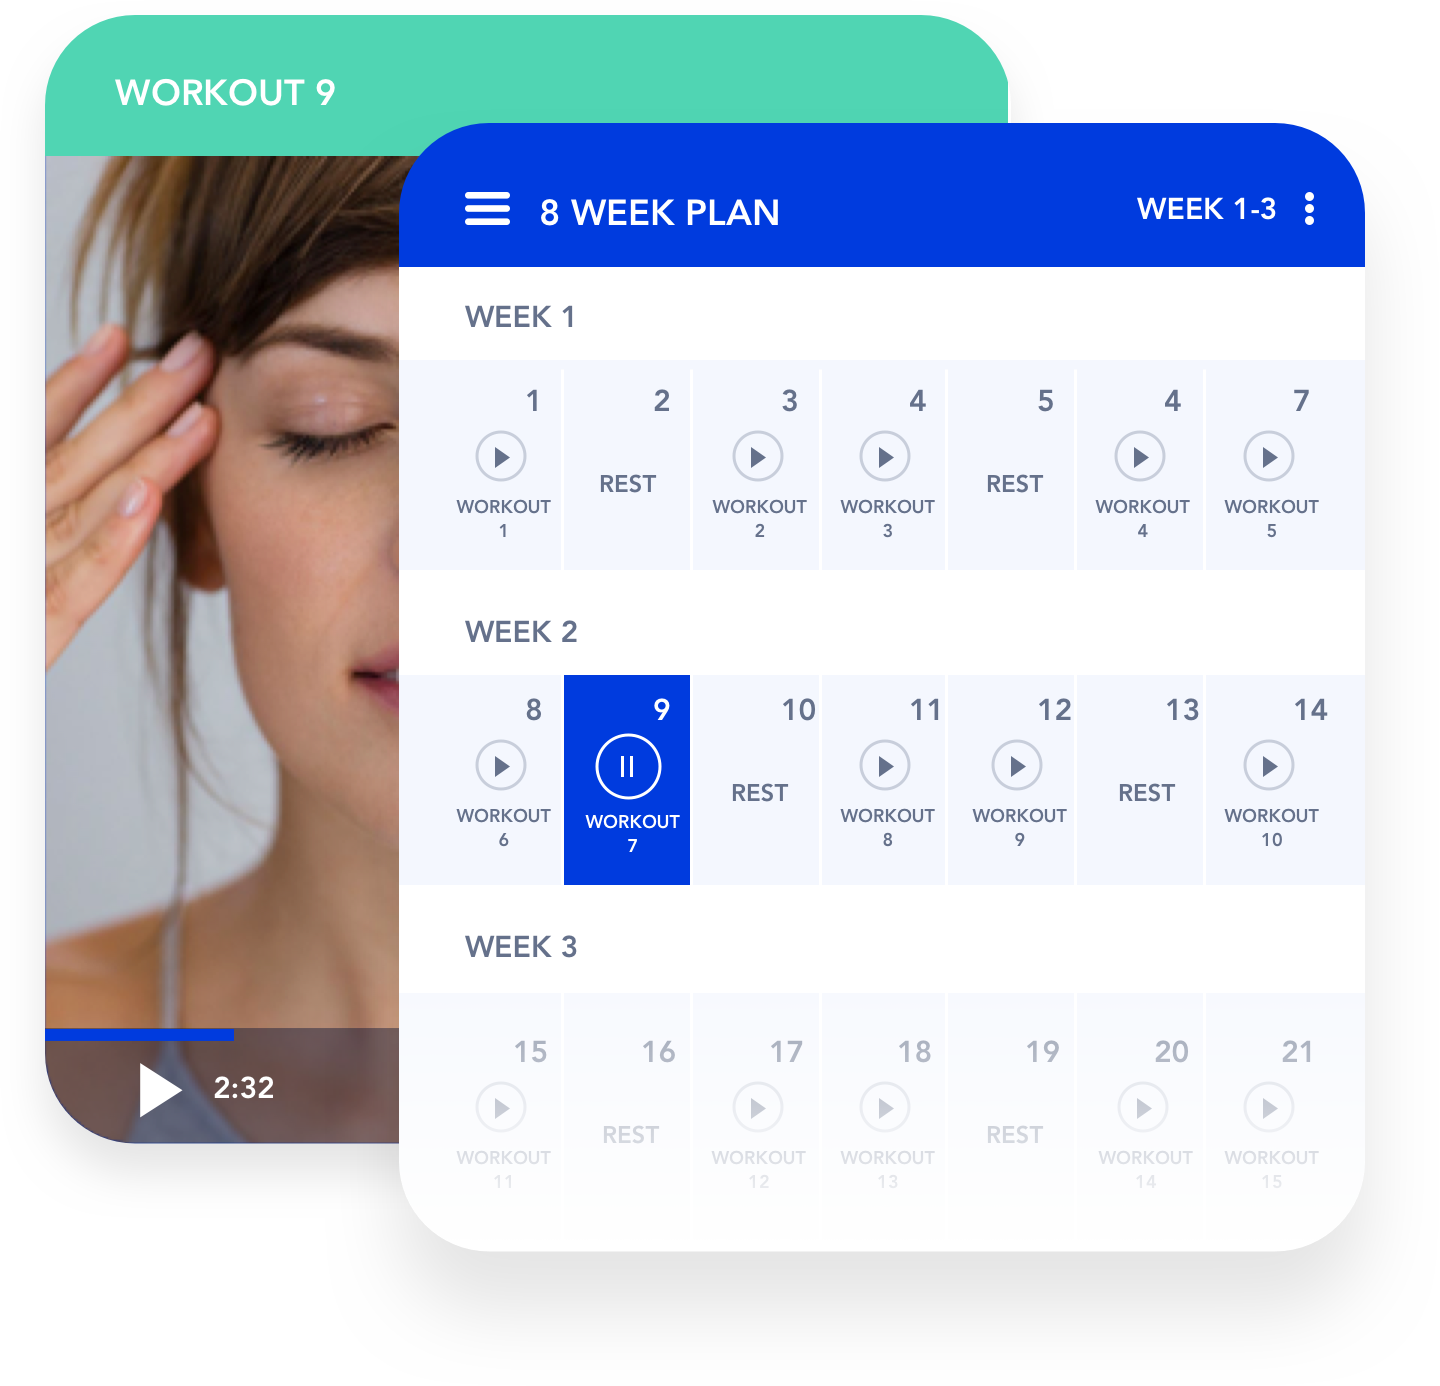 WORKOUT 9
8 WEEK PLAN
WEEK 1-3
WEEK 1
1 2 3 4 5 4 7
WORKOUT REST WORKOUT WORKOUT REST WORKOUT WORKOUT
1 2 3 4 5
WEEK 2
8 9 10 11 12 13 14
WORKOUT WORKOUT REST WORKOUT WORKOUT REST WORKOUT
6 7 8 9 10
WEEK 3
15 16 17 18 19 20 21
WORKOUT REST WORKOUT WORKOUT REST WORKOUT WORKOUT
11 12 13 14 15
2:32